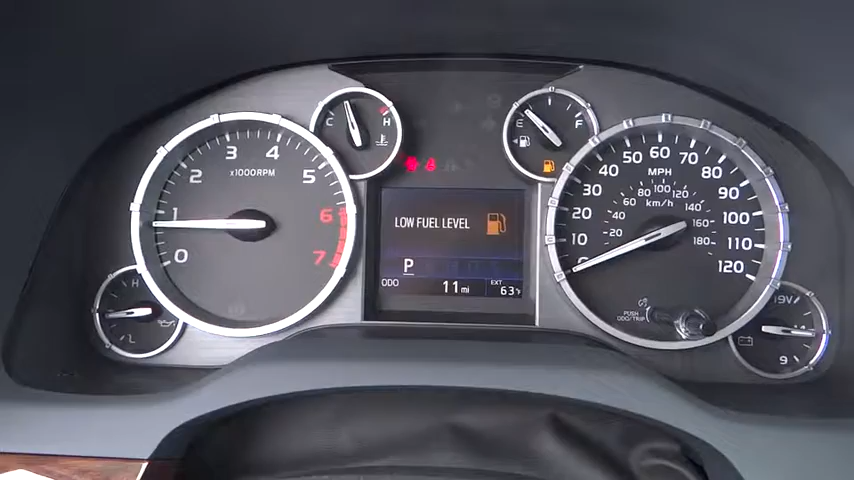 0
1
2
3
4
5
6
7
x1000RPM
C
H
E
F
LOW FUEL LEVEL
P
ODO
11mi
EXT
63°F
10
20
30
40
50
60
70
80
90
100
110
120
MPH
20
40
60
80
100
120
140
160
180
km/h
PUSH
ODO/TRIP
H
L
19V
14
9